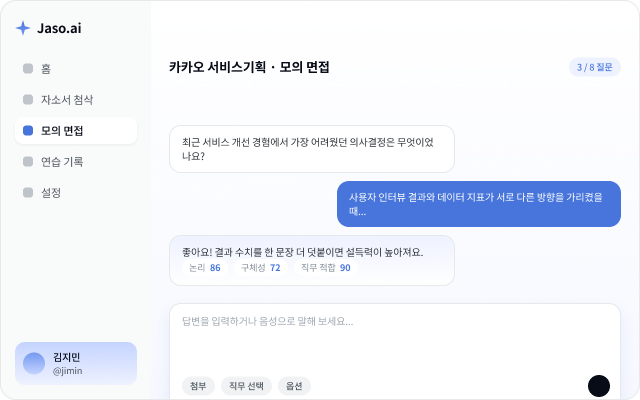 Jaso.ai
홈
자소서 첨삭
모의 면접
연습 기록
설정
김지민
@jimin
카카오 서비스기획 · 모의 면접
3 / 8 질문
최근 서비스 개선 경험에서 가장 어려웠던 의사결정은 무엇이었
나요?
사용자 인터뷰 결과와 데이터 지표가 서로 다른 방향을 가리켰을
때...
좋아요! 결과 수치를 한 문장 더 덧붙이면 설득력이 높아져요.
논리 86 구체성 72 직무 적합 90
답변을 입력하거나 음성으로 말해 보세요...
첨부 직무 선택 옵션